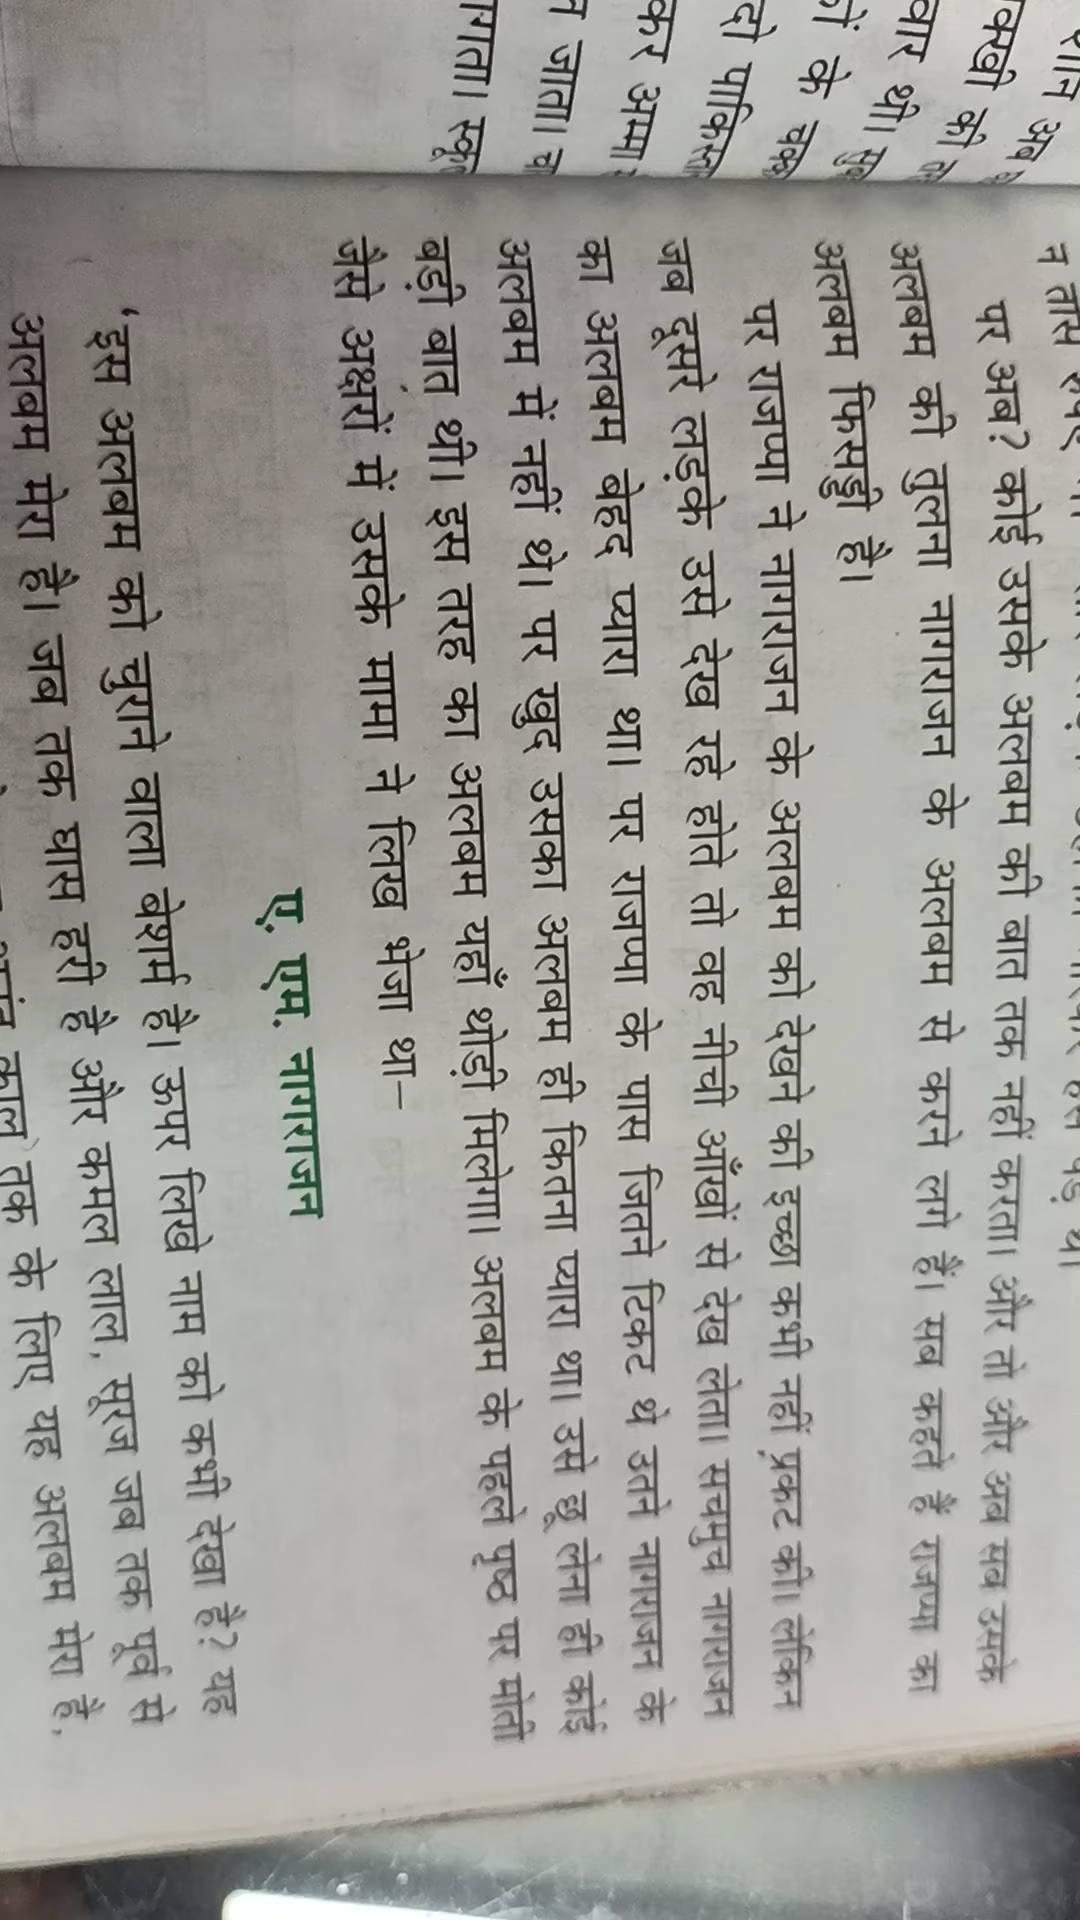 पर अब? कोई उसके अलबम की बात तक नहीं करता। और तो और अब सब उसके
अलबम की तुलना नागराजन के अलबम से करने लगे हैं। सब कहते हैं राजप्पा का
अलबम फिसड्डी है।
पर राजप्पा ने नागराजन के अलबम को देखने की इच्छा कभी नहीं प्रकट की। लेकिन
जब दूसरे लड़के उसे देख रहे होते तो वह नीची आँखों से देख लेता। सचमुच नागराजन
का अलबम बेहद प्यारा था। पर राजप्पा के पास जितने टिकट थे उतने नागराजन के
अलबम में नहीं थे। पर खुद उसका अलबम ही कितना प्यारा था। उसे छू लेना ही कोई
बड़ी बात थी। इस तरह का अलबम यहाँ थोड़ी मिलेगा। अलबम के पहले पृष्ठ पर मोती
जैसे अक्षरों में उसके मामा ने लिख भेजा था–
ए. एम. नागराजन
‘इस अलबम को चुराने वाला बेशर्म है। ऊपर लिखे नाम को कभी देखा है? यह
अलबम मेरा है। जब तक घास हरी है और कमल लाल, सूरज जब तक पूर्व से
काल तक के लिए यह अलबम मेरा है,